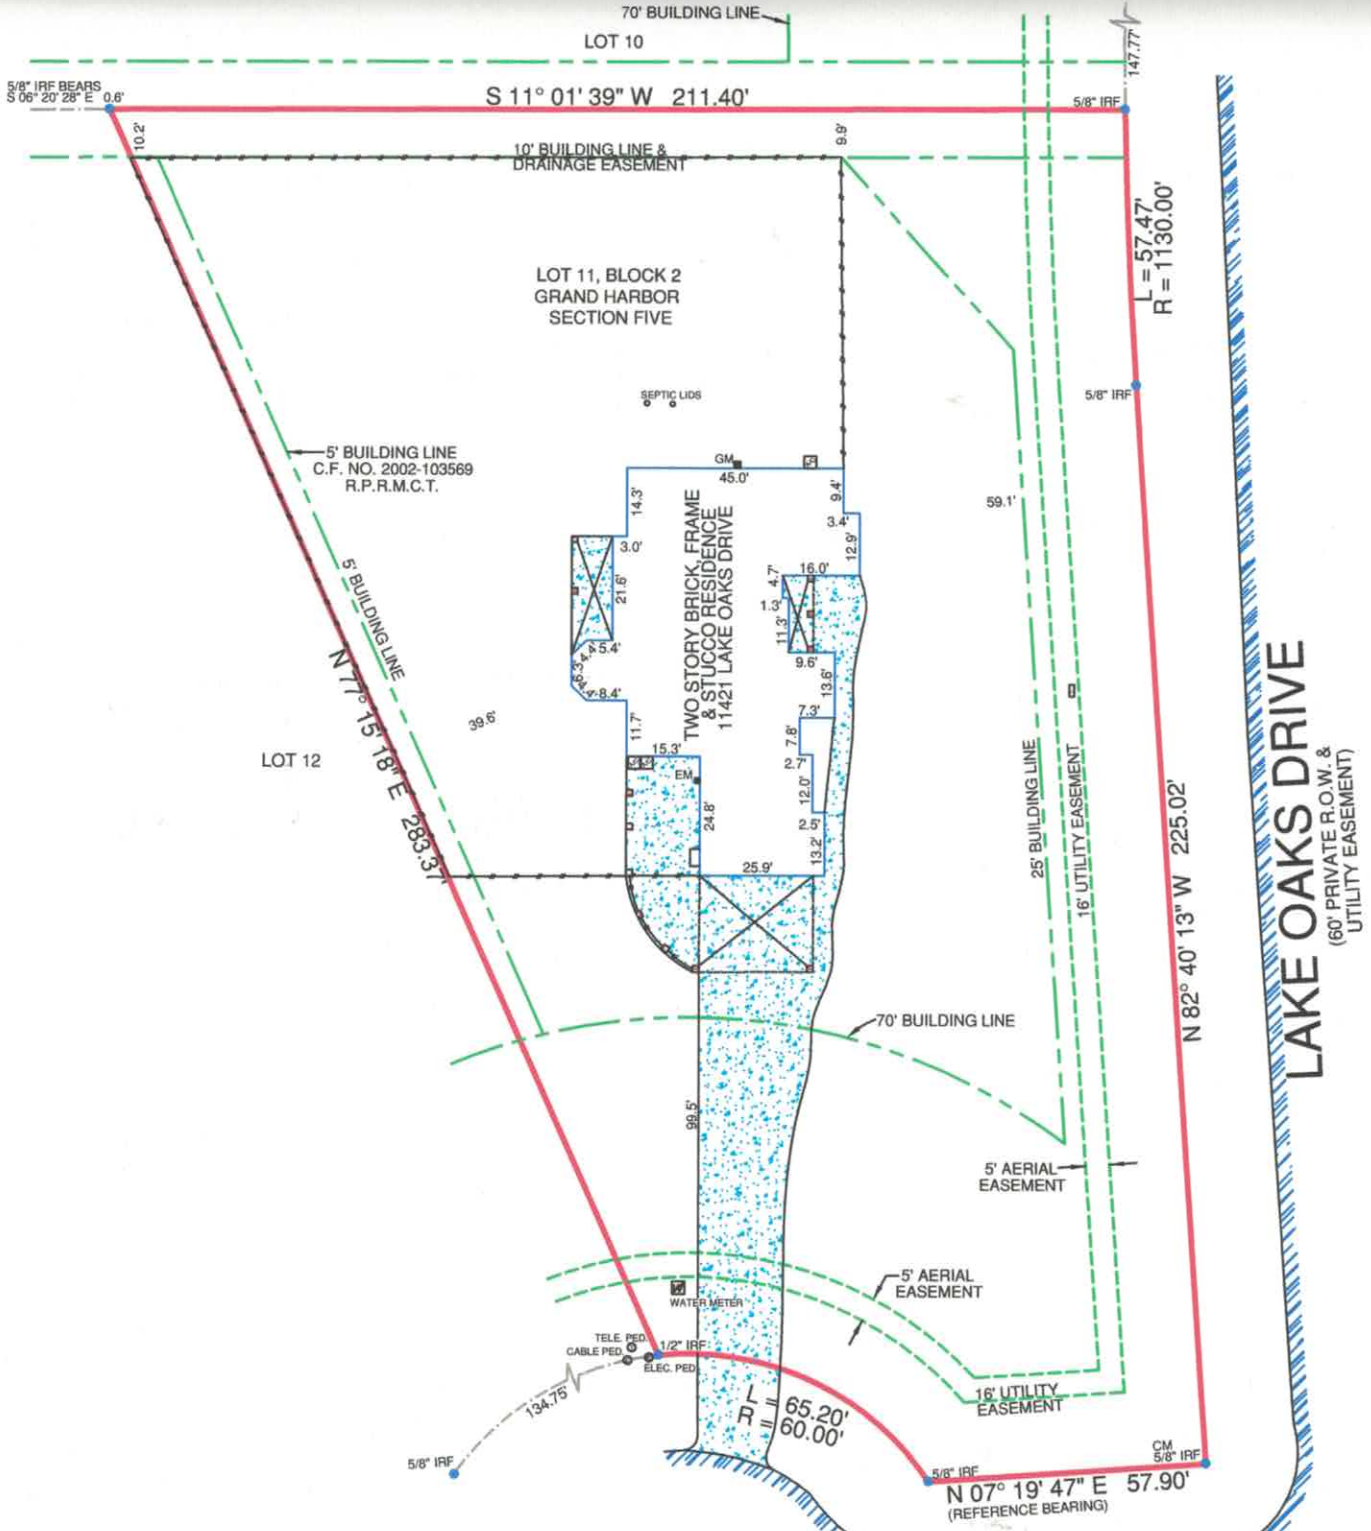 70' BUILDING LINE
LOT 10
147.77'
5/8" IRF BEARS
S 06° 20' 28" E 0.6'
S 11° 01' 39" W 211.40'
5/8" IRF
10.2'
9.9'
10' BUILDING LINE &
DRAINAGE EASEMENT
L = 57.47'
R = 1130.00'
LOT 11, BLOCK 2
GRAND HARBOR
SECTION FIVE
5/8" IRF
SEPTIC LIDS
5' BUILDING LINE
C.F. NO. 2002-103569
R.P.R.M.C.T.
GM
45.0'
14.3'
9.4'
59.1'
3.4'
12.9'
3.0'
TWO STORY BRICK, FRAME
& STUCCO RESIDENCE
11421 LAKE OAKS DRIVE
16.0'
4.7'
21.6'
1.3'
11.3'
5' BUILDING LINE
4.4'
5.4'
9.6'
6.3'
4.4'
8.4'
13.6'
N 77° 15' 18" E 283.37'
39.6'
7.3'
11.7'
7.8'
15.3'
2.7'
LOT 12
EM
12.0'
24.8'
2.5'
13.2'
25.9'
25' BUILDING LINE
16' UTILITY EASEMENT
N 82° 40' 13" W 225.02'
LAKE OAKS DRIVE
(60' PRIVATE R.O.W. &
UTILITY EASEMENT)
70' BUILDING LINE
99.5'
5' AERIAL
EASEMENT
5' AERIAL
EASEMENT
WATER METER
TELE. PED.
CABLE PED.
1/2" IRF
ELEC. PED.
134.75'
L = 65.20'
R = 60.00'
16' UTILITY
EASEMENT
5/8" IRF
CM
5/8" IRF
5/8" IRF
N 07° 19' 47" E 57.90'
(REFERENCE BEARING)